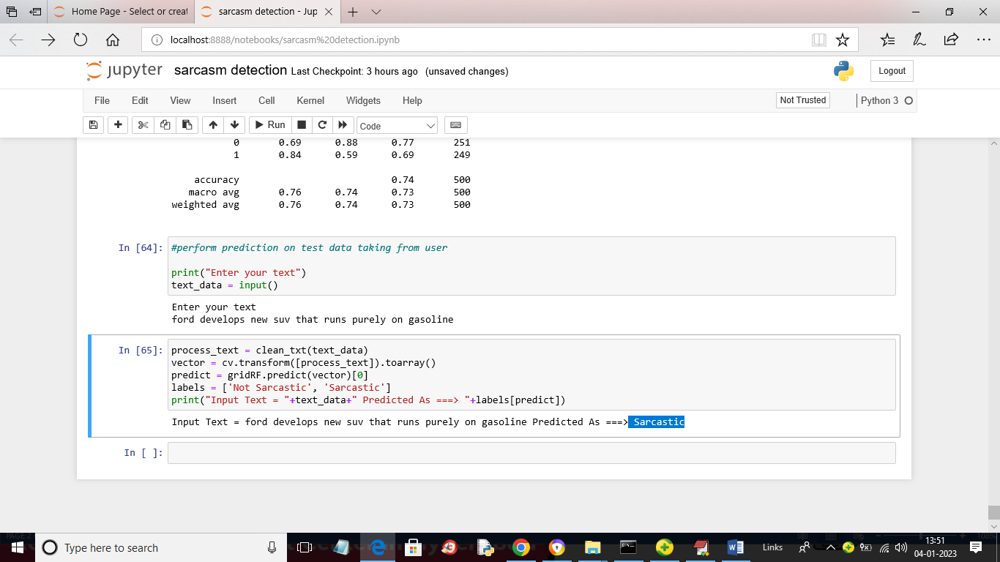 Home Page - Select or creat
sarcasm detection - Jup
localhost:8888/notebooks/sarcasm%20detection.ipynb
jupyter sarcasm detection Last Checkpoint: 3 hours ago (unsaved changes)
Logout
File Edit View Insert Cell Kernel Widgets Help
Not Trusted Python 3
Run Code
0 0.69 0.88 0.77 251
1 0.84 0.59 0.69 249
accuracy 0.74 500
macro avg 0.76 0.74 0.73 500
weighted avg 0.76 0.74 0.73 500
In [64]: #perform prediction on test data taking from user
print("Enter your text")
text_data = input()
Enter your text
ford develops new suv that runs purely on gasoline
In [65]: process_text = clean_txt(text_data)
vector = cv.transform([process_text]).toarray()
predict = gridRF.predict(vector)[0]
labels = ['Not Sarcastic', 'Sarcastic']
print("Input Text = "+text_data+" Predicted As ===> "+labels[predict])
Input Text = ford develops new suv that runs purely on gasoline Predicted As ===> Sarcastic
In [ ]:
Type here to search
Links
13:51
04-01-2023